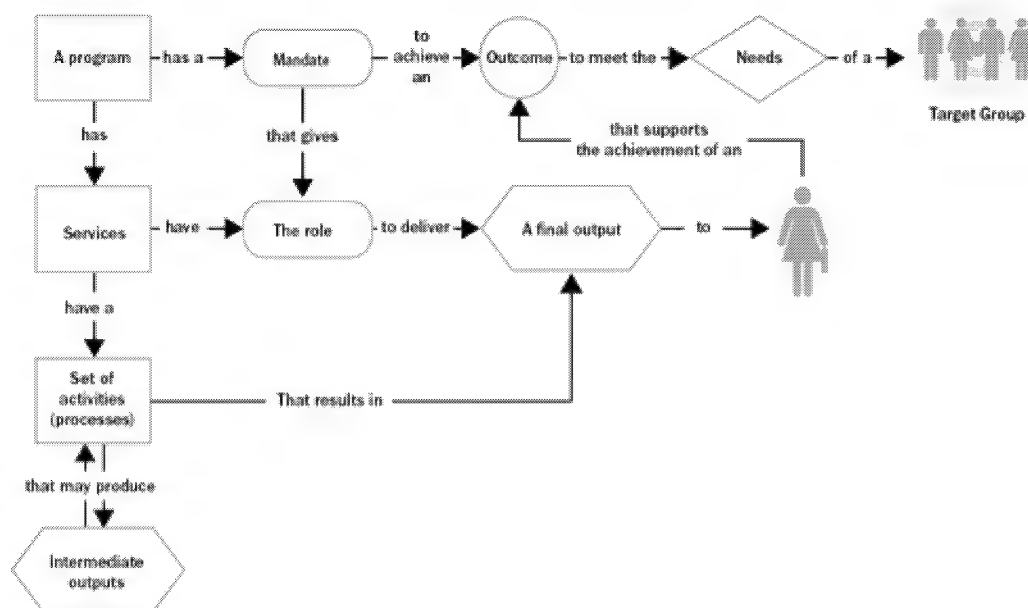 A program
has a
Mandate
to
achieve
an
Outcome
to meet the
Needs
of a
Target Group
has
that gives
that supports
the achievement of an
Services
have
The role
to deliver
A final output
to
have a
Set of
activities
(processes)
That results in
that may produce
Intermediate
outputs